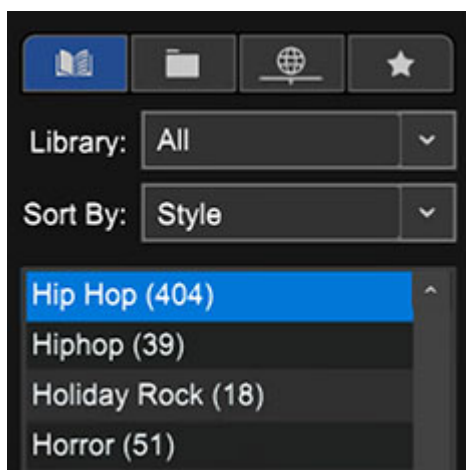 Library: All
Sort By: Style
Hip Hop (404)
Hiphop (39)
Holiday Rock (18)
Horror (51)